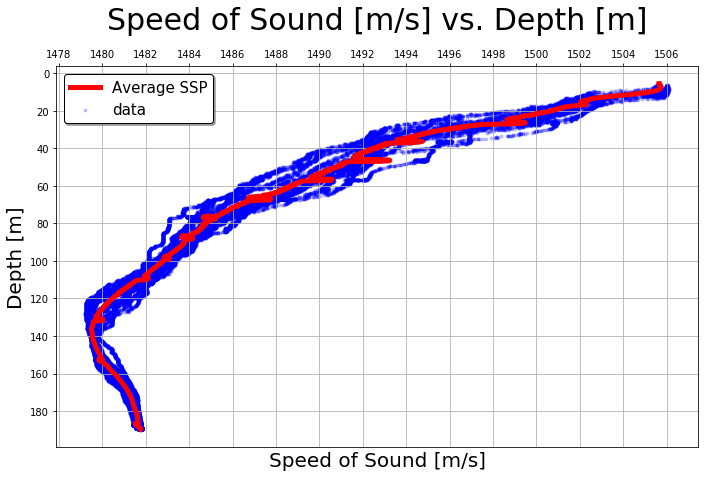 Speed of Sound [m/s] vs. Depth [m]
1478 1480 1482 1484 1486 1488 1490 1492 1494 1496 1498 1500 1502 1504 1506
Average SSP
data
0
20
40
60
80
100
120
140
160
180
Depth [m]
Speed of Sound [m/s]